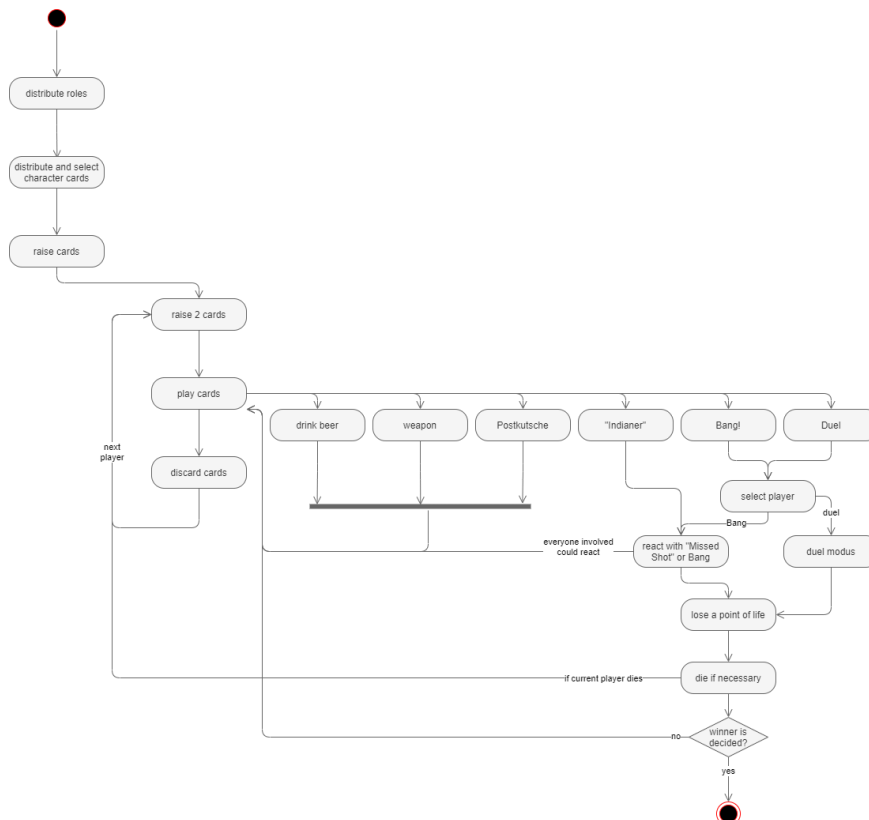 distribute roles
distribute and select
character cards
raise cards
raise 2 cards
play cards
drink beer
weapon
Postkutsche
"Indianer"
Bang!
Duel
next
player
discard cards
select player
duel
Bang
everyone involved
could react
react with "Missed
Shot" or Bang
duel modus
lose a point of life
if current player dies
die if necessary
no
winner is
decided?
yes